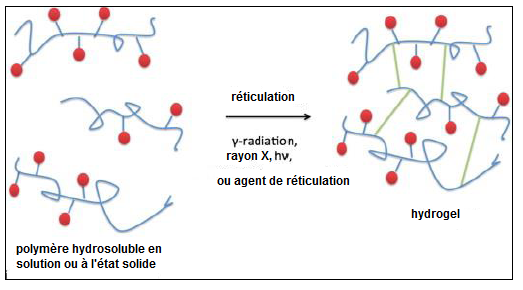 réticulation
γ-radiation,
rayon X, hν,
ou agent de réticulation
hydrogel
polymère hydrosoluble en
solution ou à l'état solide